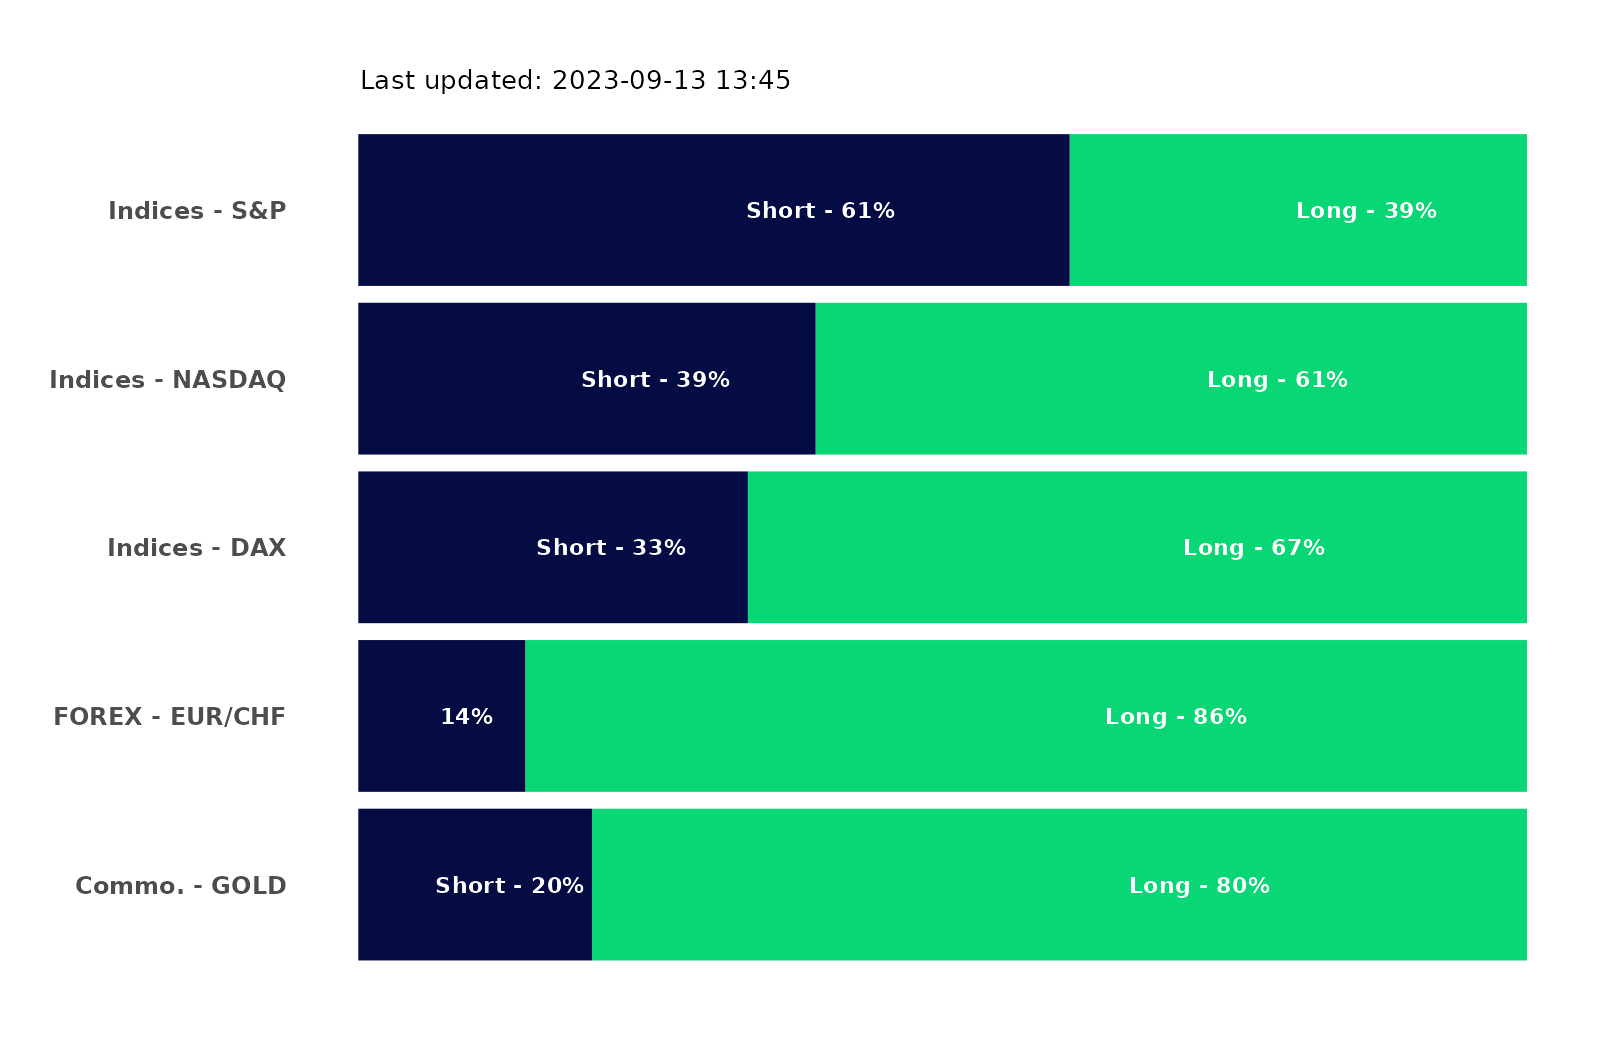 Last updated: 2023-09-13 13:45
Indices - S&P Short - 61% Long - 39%
Indices - NASDAQ Short - 39% Long - 61%
Indices - DAX Short - 33% Long - 67%
FOREX - EUR/CHF 14% Long - 86%
Commo. - GOLD Short - 20% Long - 80%